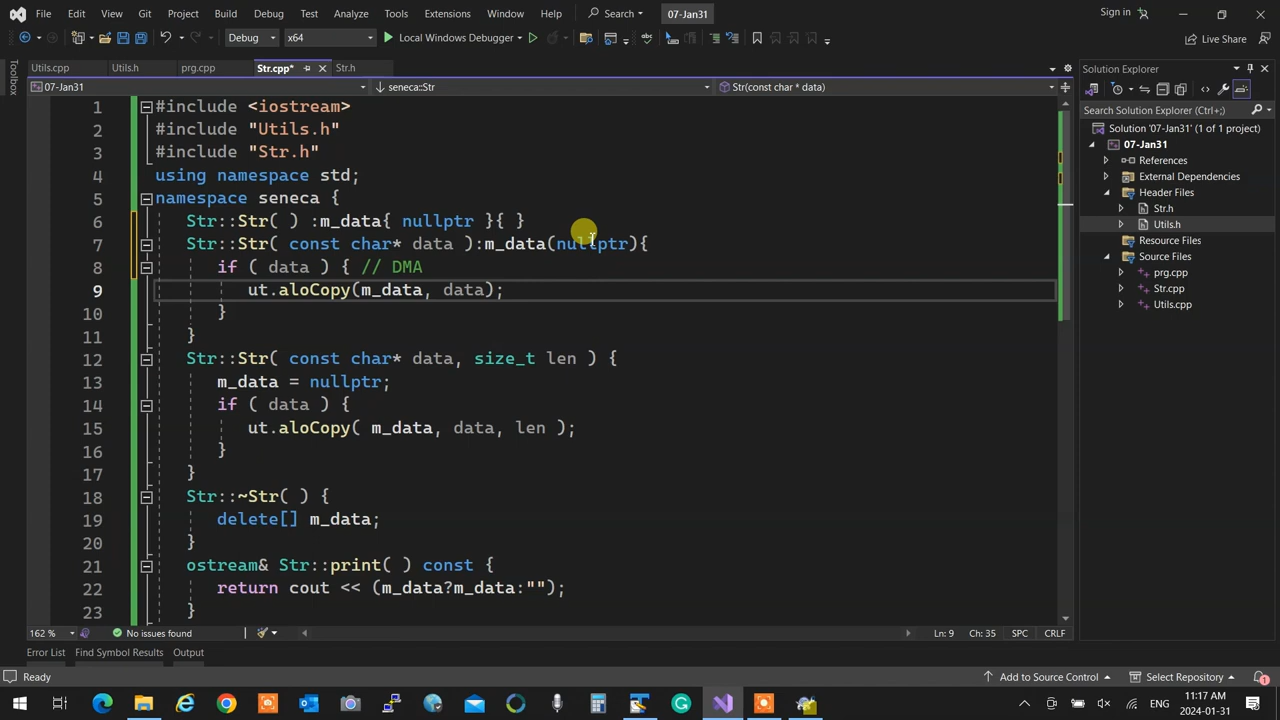 File Edit View Git Project Build Debug Test Analyze Tools Extensions Window Help Search 07-Jan31 Sign in
Debug x64 Local Windows Debugger Live Share
Toolbox
Utils.cpp Utils.h prg.cpp Str.cpp* Str.h
07-Jan31 seneca::Str Str(const char * data)
1 #include <iostream>
2 #include "Utils.h"
3 #include "Str.h"
4 using namespace std;
5 namespace seneca {
6 Str::Str( ) :m_data{ nullptr }{ }
7 Str::Str( const char* data ):m_data(nullptr){
8 if ( data ) { // DMA
9 ut.aloCopy(m_data, data);
10 }
11 }
12 Str::Str( const char* data, size_t len ) {
13 m_data = nullptr;
14 if ( data ) {
15 ut.aloCopy( m_data, data, len );
16 }
17 }
18 Str::~Str( ) {
19 delete[] m_data;
20 }
21 ostream& Str::print( ) const {
22 return cout << (m_data?m_data:"");
23 }
162 % No issues found Ln: 9 Ch: 35 SPC CRLF
Error List Find Symbol Results Output
Solution Explorer
Search Solution Explorer (Ctrl+;)
Solution '07-Jan31' (1 of 1 project)
07-Jan31
References
External Dependencies
Header Files
Str.h
Utils.h
Resource Files
Source Files
prg.cpp
Str.cpp
Utils.cpp
Ready Add to Source Control Select Repository 1
ENG 11:17 AM
2024-01-31